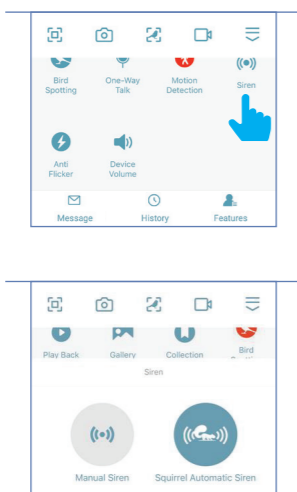 Bird Spotting
One-Way Talk
Motion Detection
Siren
Anti Flicker
Device Volume
Message
History
Features
Play Back
Gallery
Collection
Bird
Siren
Manual Siren
Squirrel Automatic Siren